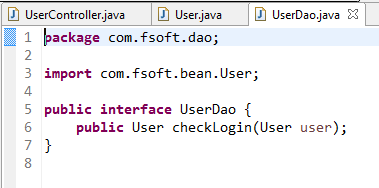 UserController.java User.java UserDao.java
1 package com.fsoft.dao;
2
3 import com.fsoft.bean.User;
4
5 public interface UserDao {
6     public User checkLogin(User user);
7 }
8